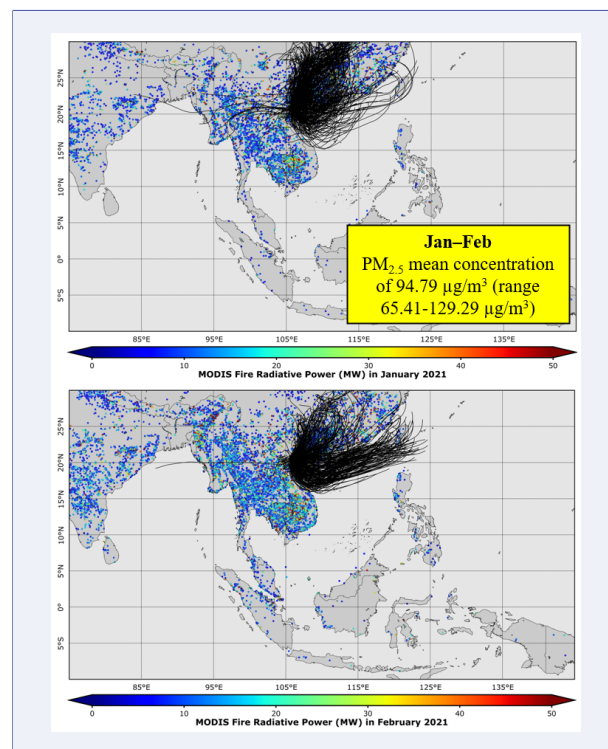 25°N
20°N
15°N
10°N
5°N
0°
5°S
Jan–Feb
PM2.5 mean concentration
of 94.79 µg/m³ (range
65.41-129.29 µg/m³)
85°E 95°E 105°E 115°E 125°E 135°E
0 10 20 30 40 50
MODIS Fire Radiative Power (MW) in January 2021
25°N
20°N
15°N
10°N
5°N
0°
5°S
85°E 95°E 105°E 115°E 125°E 135°E
0 10 20 30 40 50
MODIS Fire Radiative Power (MW) in February 2021